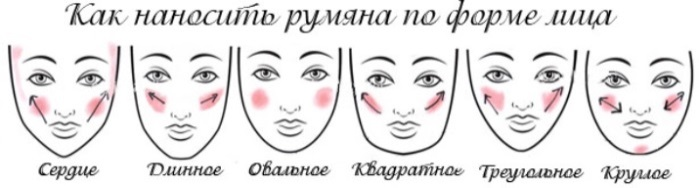 Как наносить румяна по форме лица
Сердце Длинное Овальное Квадратное Треугольное Круглое